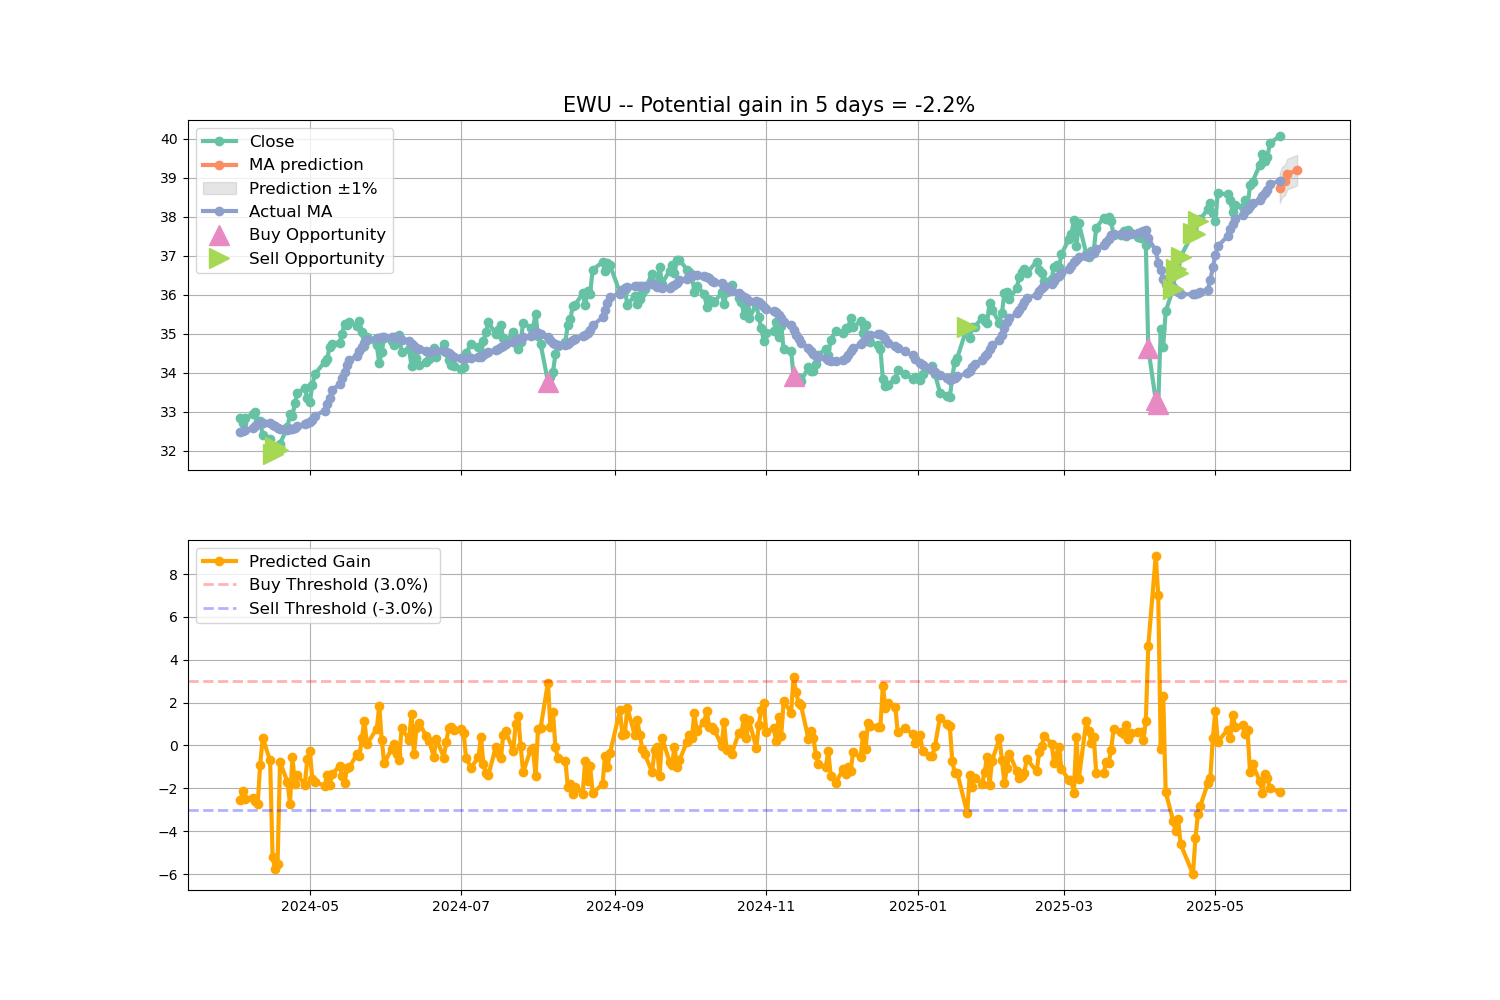 EWU -- Potential gain in 5 days = -2.2%
40
39
38
37
36
35
34
33
32
Close
MA prediction
Prediction ±1%
Actual MA
Buy Opportunity
Sell Opportunity
8
6
4
2
0
−2
−4
−6
Predicted Gain
Buy Threshold (3.0%)
Sell Threshold (-3.0%)
2024-05 2024-07 2024-09 2024-11 2025-01 2025-03 2025-05